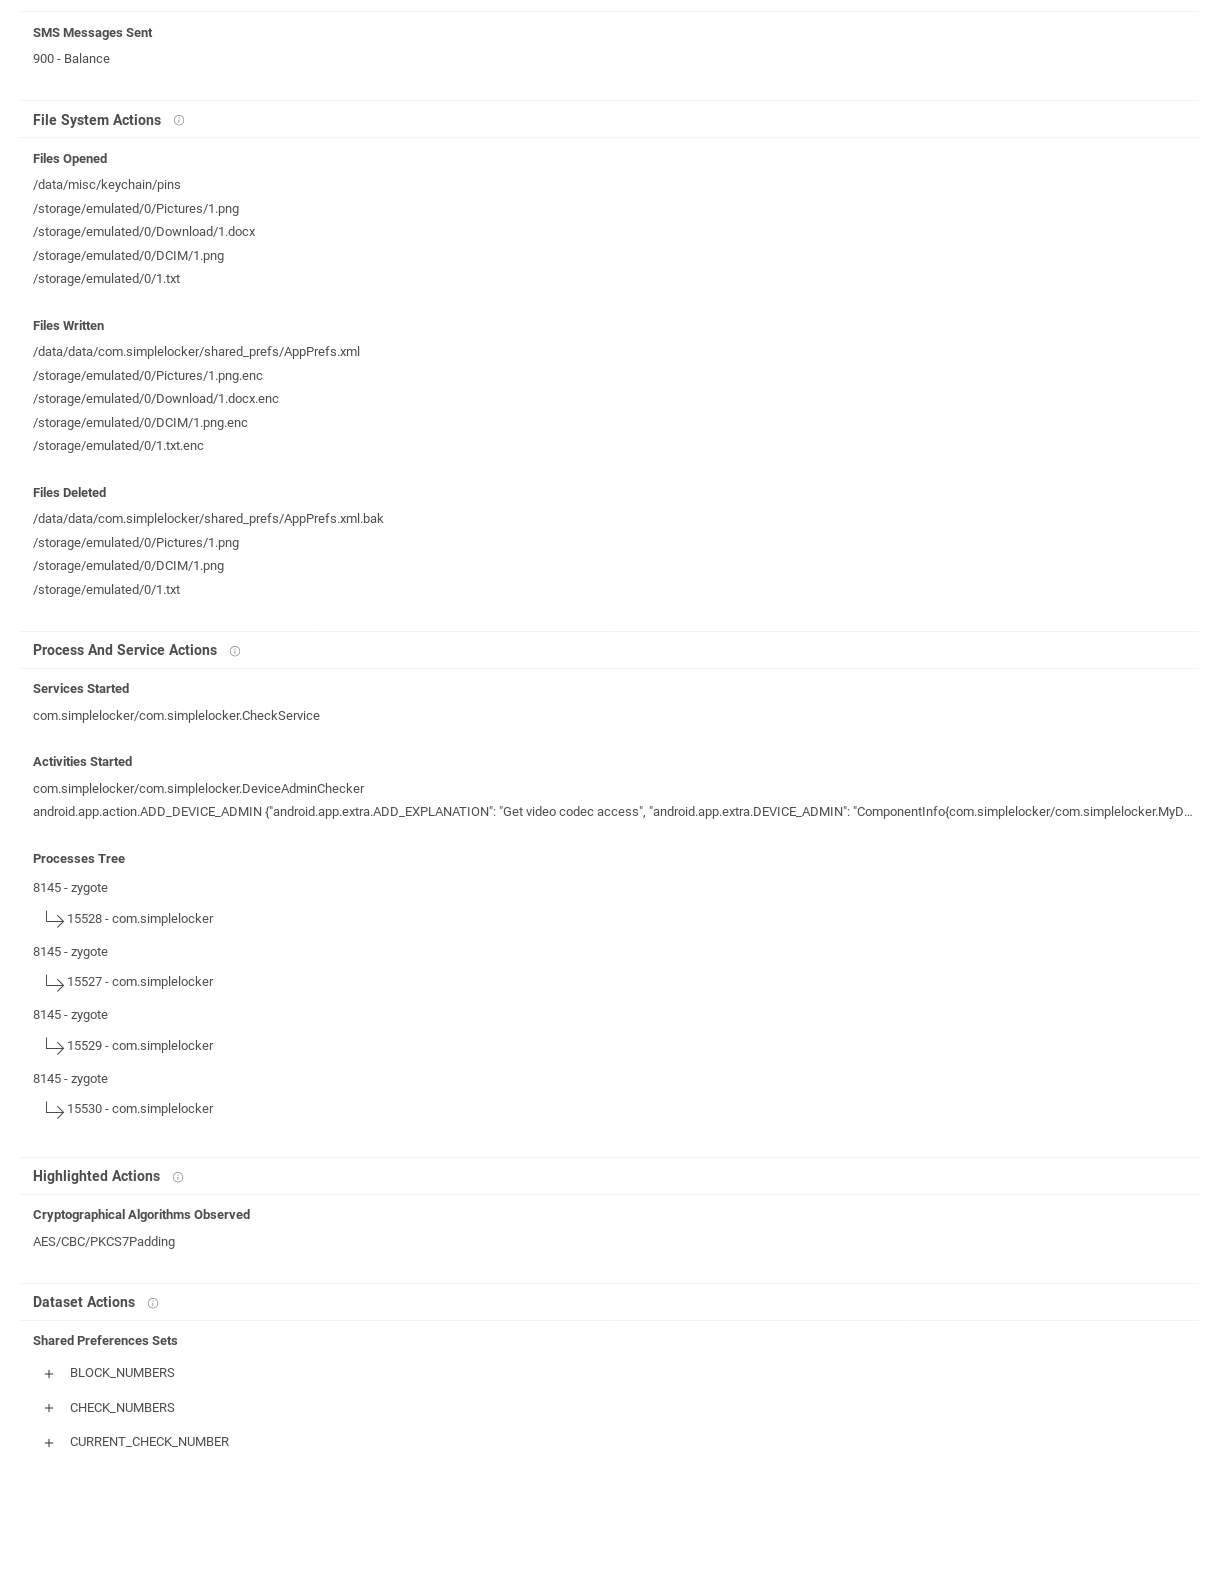 SMS Messages Sent
900 - Balance
File System Actions
Files Opened
/data/misc/keychain/pins
/storage/emulated/0/Pictures/1.png
/storage/emulated/0/Download/1.docx
/storage/emulated/0/DCIM/1.png
/storage/emulated/0/1.txt
Files Written
/data/data/com.simplelocker/shared_prefs/AppPrefs.xml
/storage/emulated/0/Pictures/1.png.enc
/storage/emulated/0/Download/1.docx.enc
/storage/emulated/0/DCIM/1.png.enc
/storage/emulated/0/1.txt.enc
Files Deleted
/data/data/com.simplelocker/shared_prefs/AppPrefs.xml.bak
/storage/emulated/0/Pictures/1.png
/storage/emulated/0/DCIM/1.png
/storage/emulated/0/1.txt
Process And Service Actions
Services Started
com.simplelocker/com.simplelocker.CheckService
Activities Started
com.simplelocker/com.simplelocker.DeviceAdminChecker
android.app.action.ADD_DEVICE_ADMIN {"android.app.extra.ADD_EXPLANATION": "Get video codec access", "android.app.extra.DEVICE_ADMIN": "ComponentInfo{com.simplelocker/com.simplelocker.MyD...
Processes Tree
8145 - zygote
15528 - com.simplelocker
8145 - zygote
15527 - com.simplelocker
8145 - zygote
15529 - com.simplelocker
8145 - zygote
15530 - com.simplelocker
Highlighted Actions
Cryptographical Algorithms Observed
AES/CBC/PKCS7Padding
Dataset Actions
Shared Preferences Sets
+ BLOCK_NUMBERS
+ CHECK_NUMBERS
+ CURRENT_CHECK_NUMBER